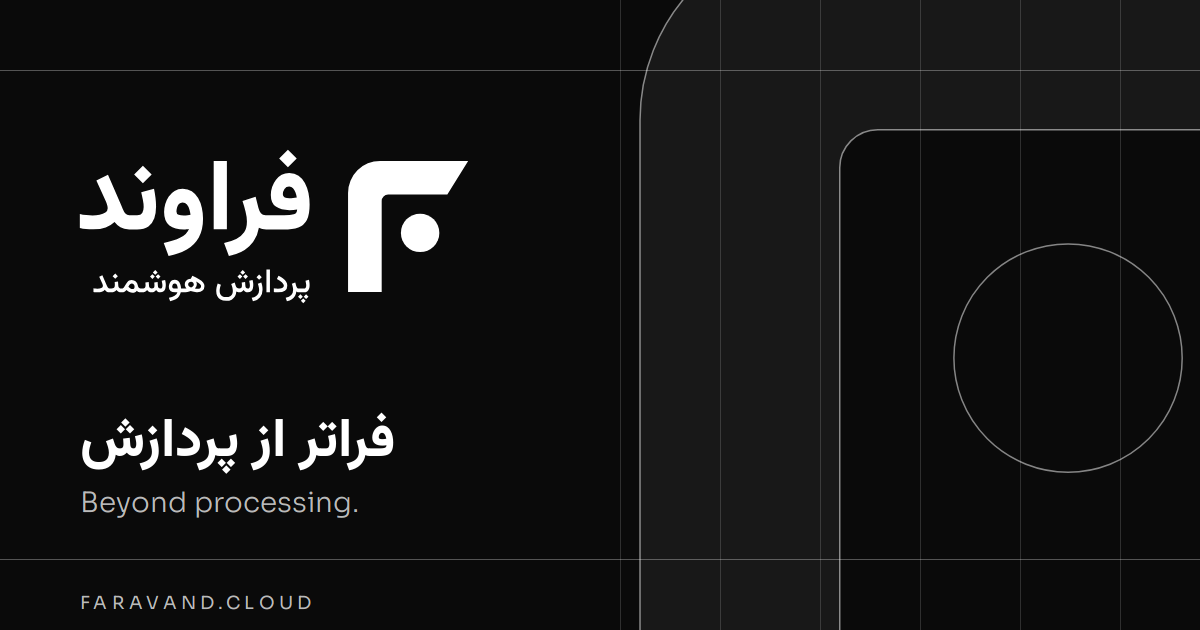 فراوند
پردازش هوشمند
فراتر از پردازش
Beyond processing.
FARAVAND.CLOUD